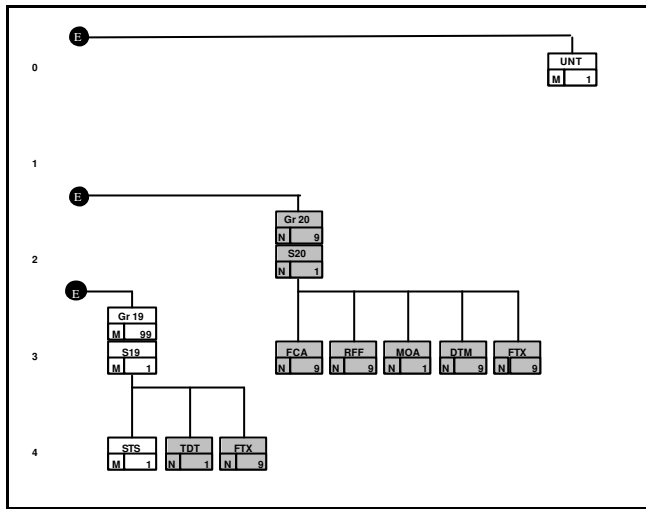 E
0
UNT
M 1
1
E
Gr 20
N 9
2
S20
N 1
E
Gr 19
M 99
3
S19
M 1
FCA RFF MOA DTM FTX
N 9 N 9 N 1 N 9 N 9
4
STS TDT FTX
M 1 N 1 N 9